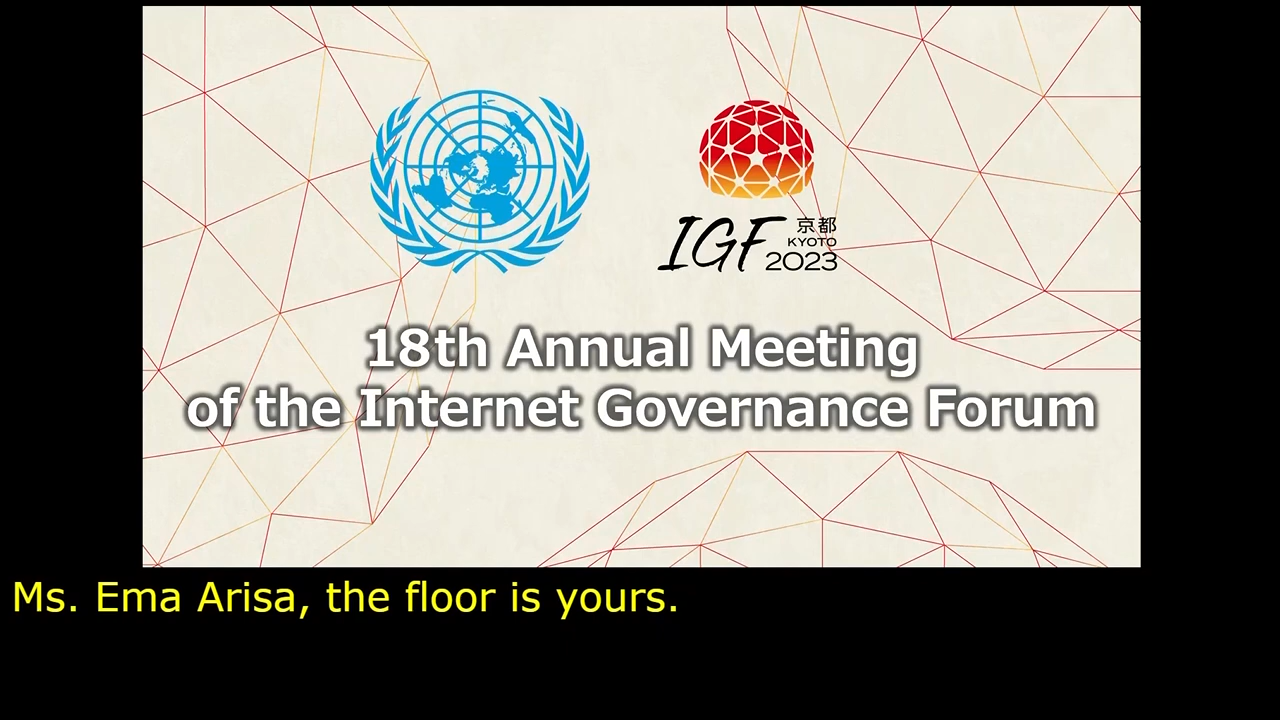 IGF 京都
KYOTO
2023
18th Annual Meeting
of the Internet Governance Forum
Ms. Ema Arisa, the floor is yours.